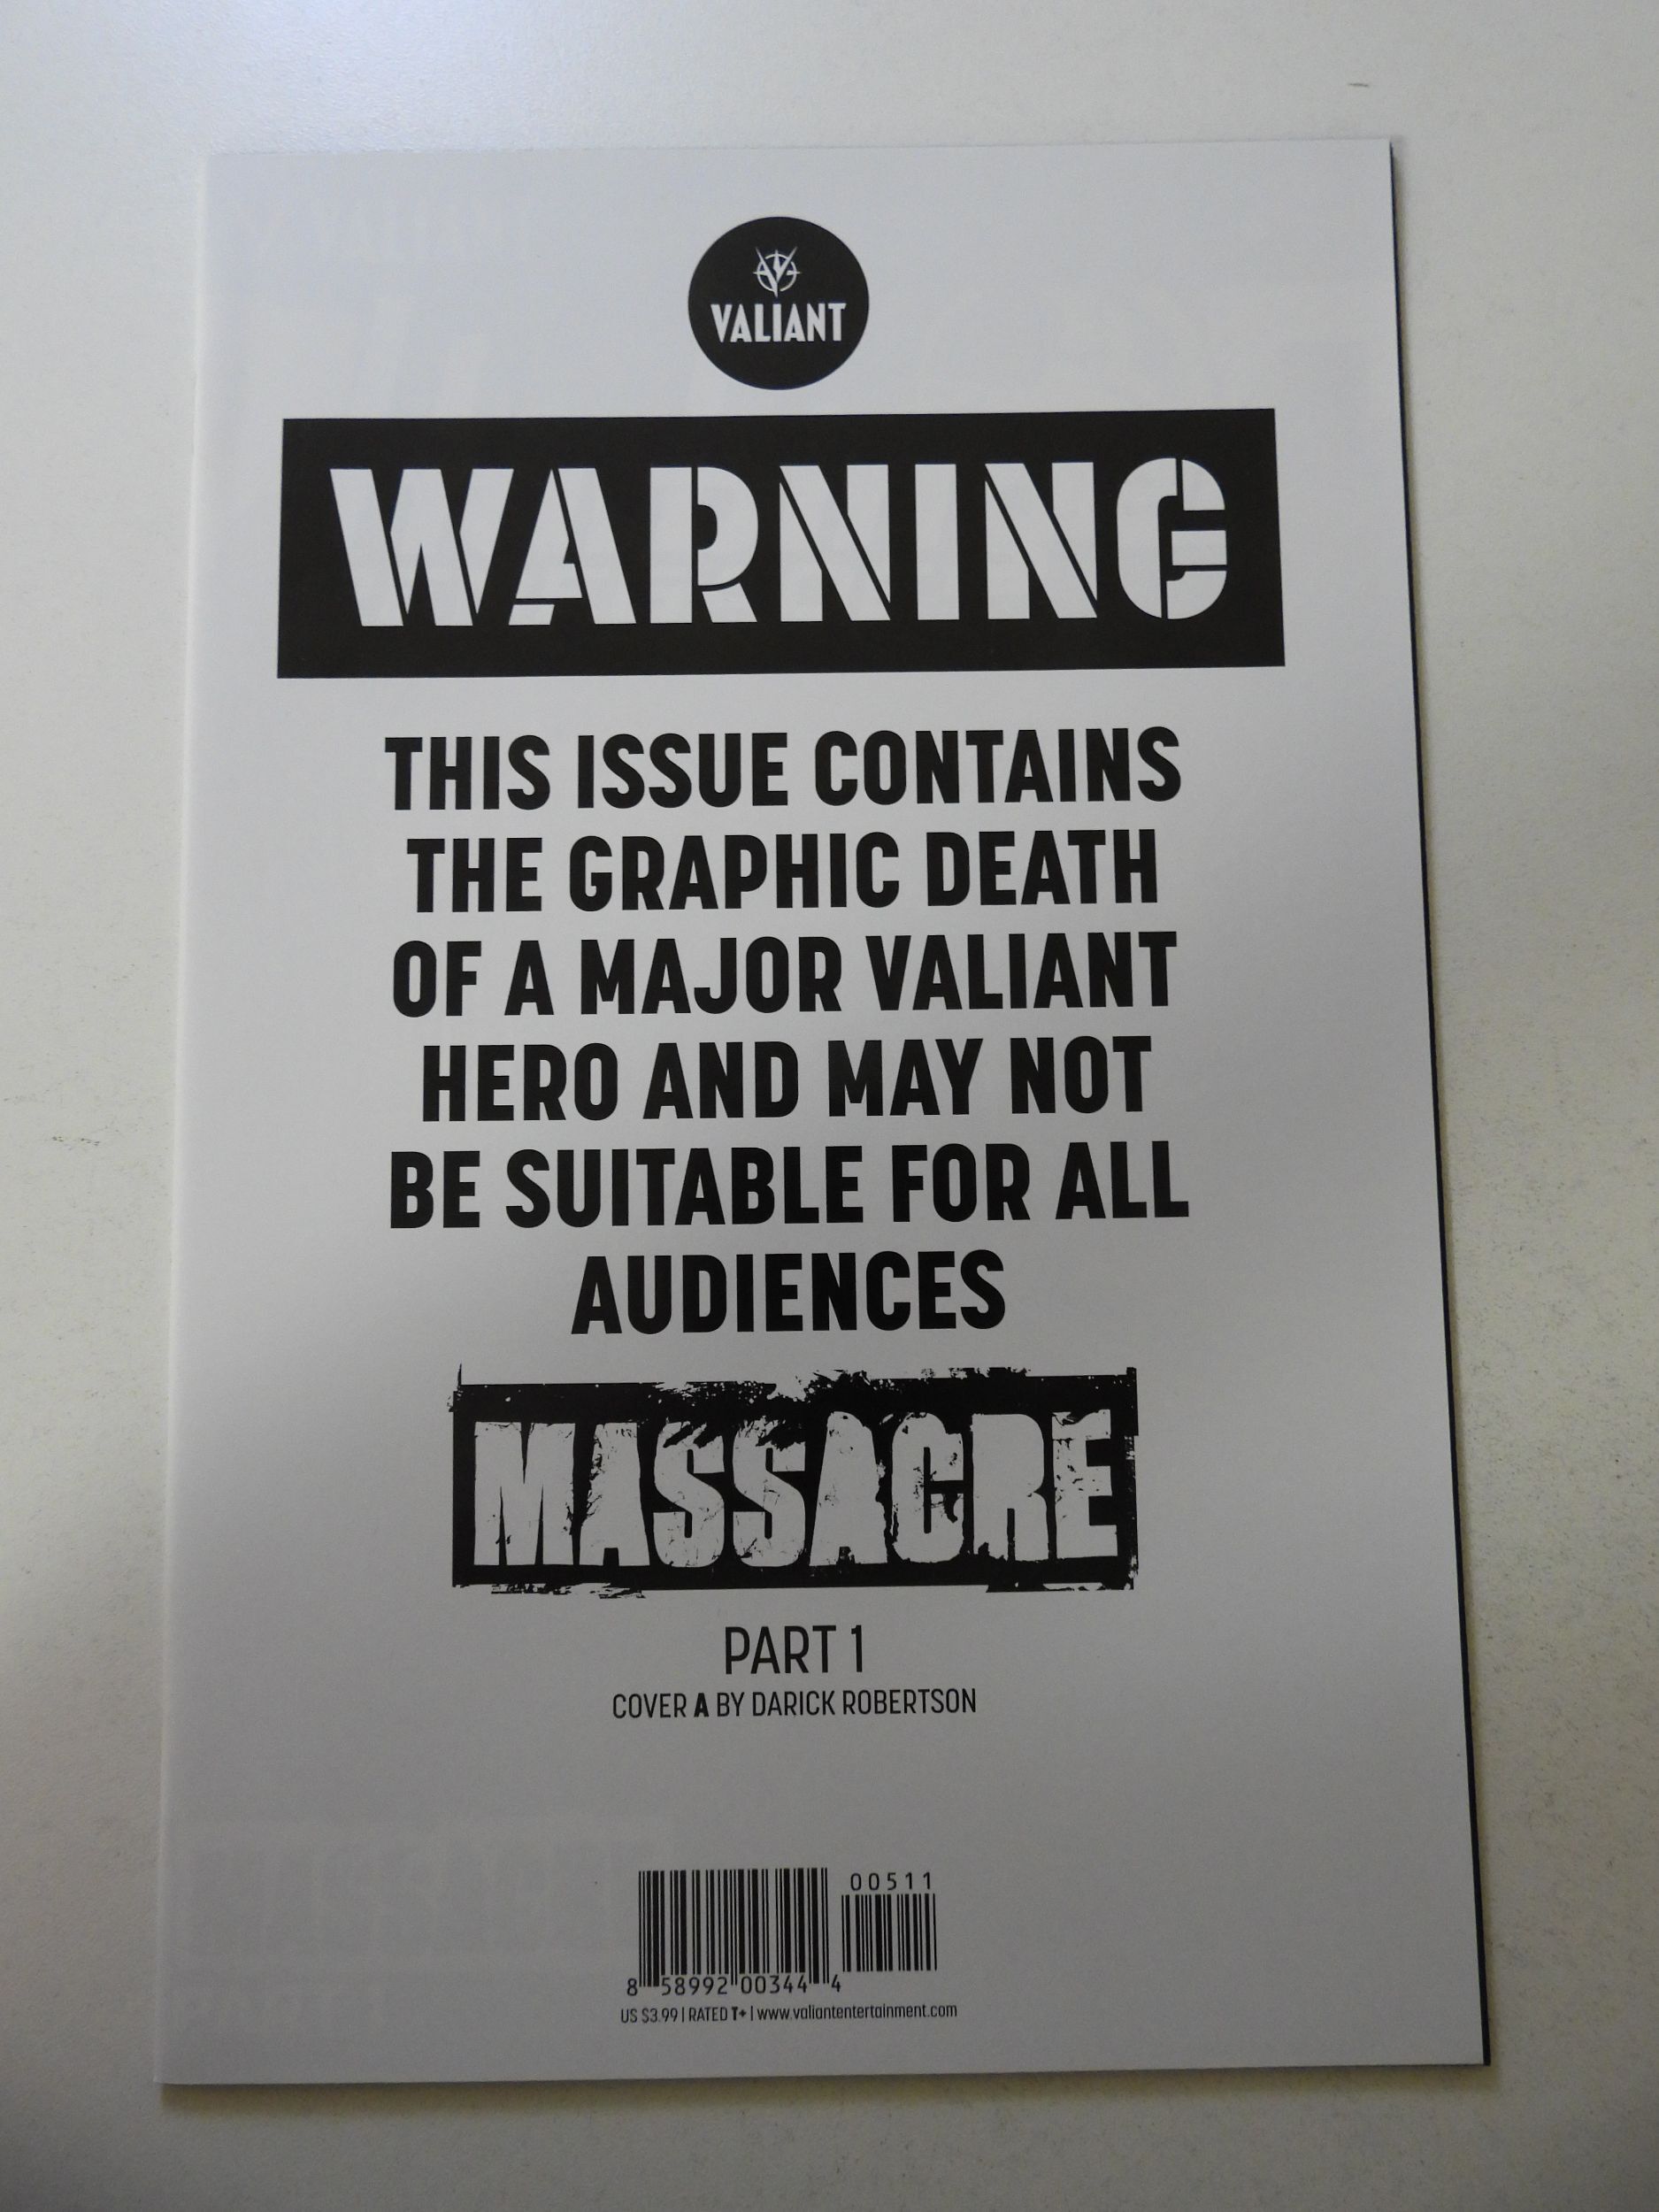 VALIANT
WARNING
THIS ISSUE CONTAINS
THE GRAPHIC DEATH
OF A MAJOR VALIANT
HERO AND MAY NOT
BE SUITABLE FOR ALL
AUDIENCES
MASSACRE
PART 1
COVER A BY DARICK ROBERTSON
00511
8 58992 00344 4
US $3.99 | RATED T+ | www.valiantentertainment.com